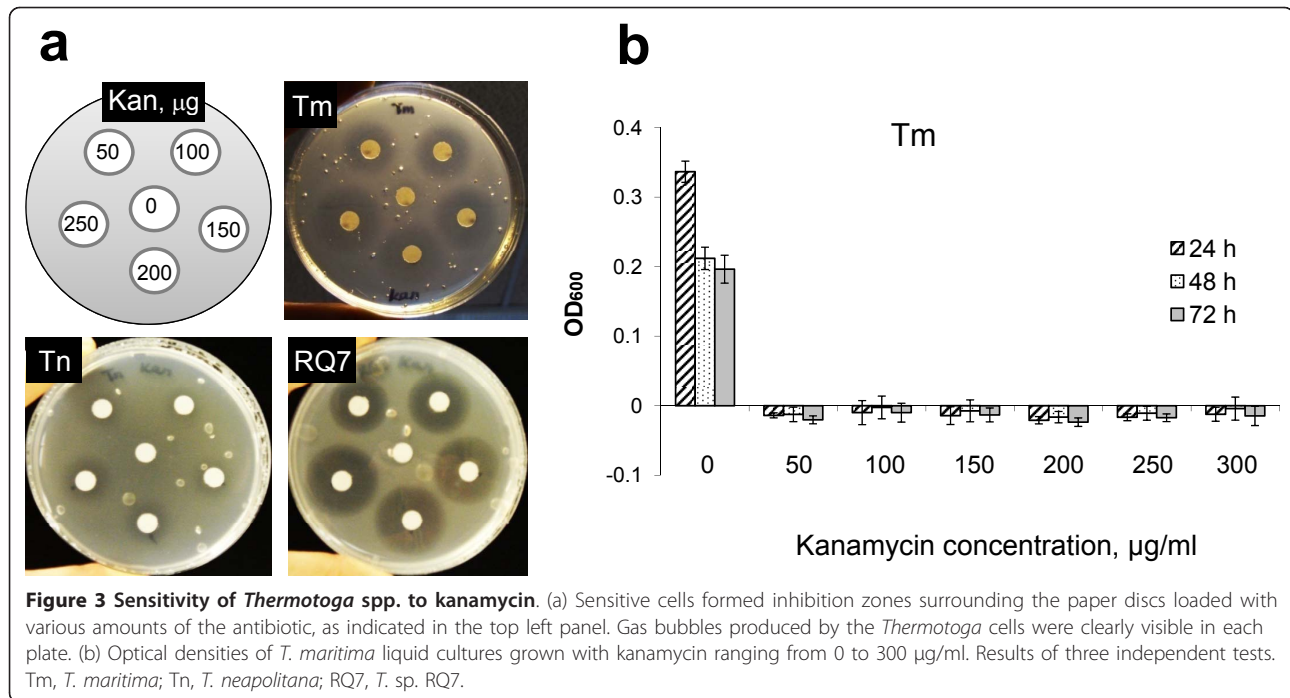 a
b
Kan, μg
50
100
0
250
150
200
Tm
Tm
Kan
Tn
Tn Kan
RQ7
Kan
Tm
0.4
0.3
0.2
0.1
0
-0.1
OD600
24 h
48 h
72 h
0 50 100 150 200 250 300
Kanamycin concentration, μg/ml
Figure 3 Sensitivity of Thermotoga spp. to kanamycin. (a) Sensitive cells formed inhibition zones surrounding the paper discs loaded with
various amounts of the antibiotic, as indicated in the top left panel. Gas bubbles produced by the Thermotoga cells were clearly visible in each
plate. (b) Optical densities of T. maritima liquid cultures grown with kanamycin ranging from 0 to 300 μg/ml. Results of three independent tests.
Tm, T. maritima; Tn, T. neapolitana; RQ7, T. sp. RQ7.